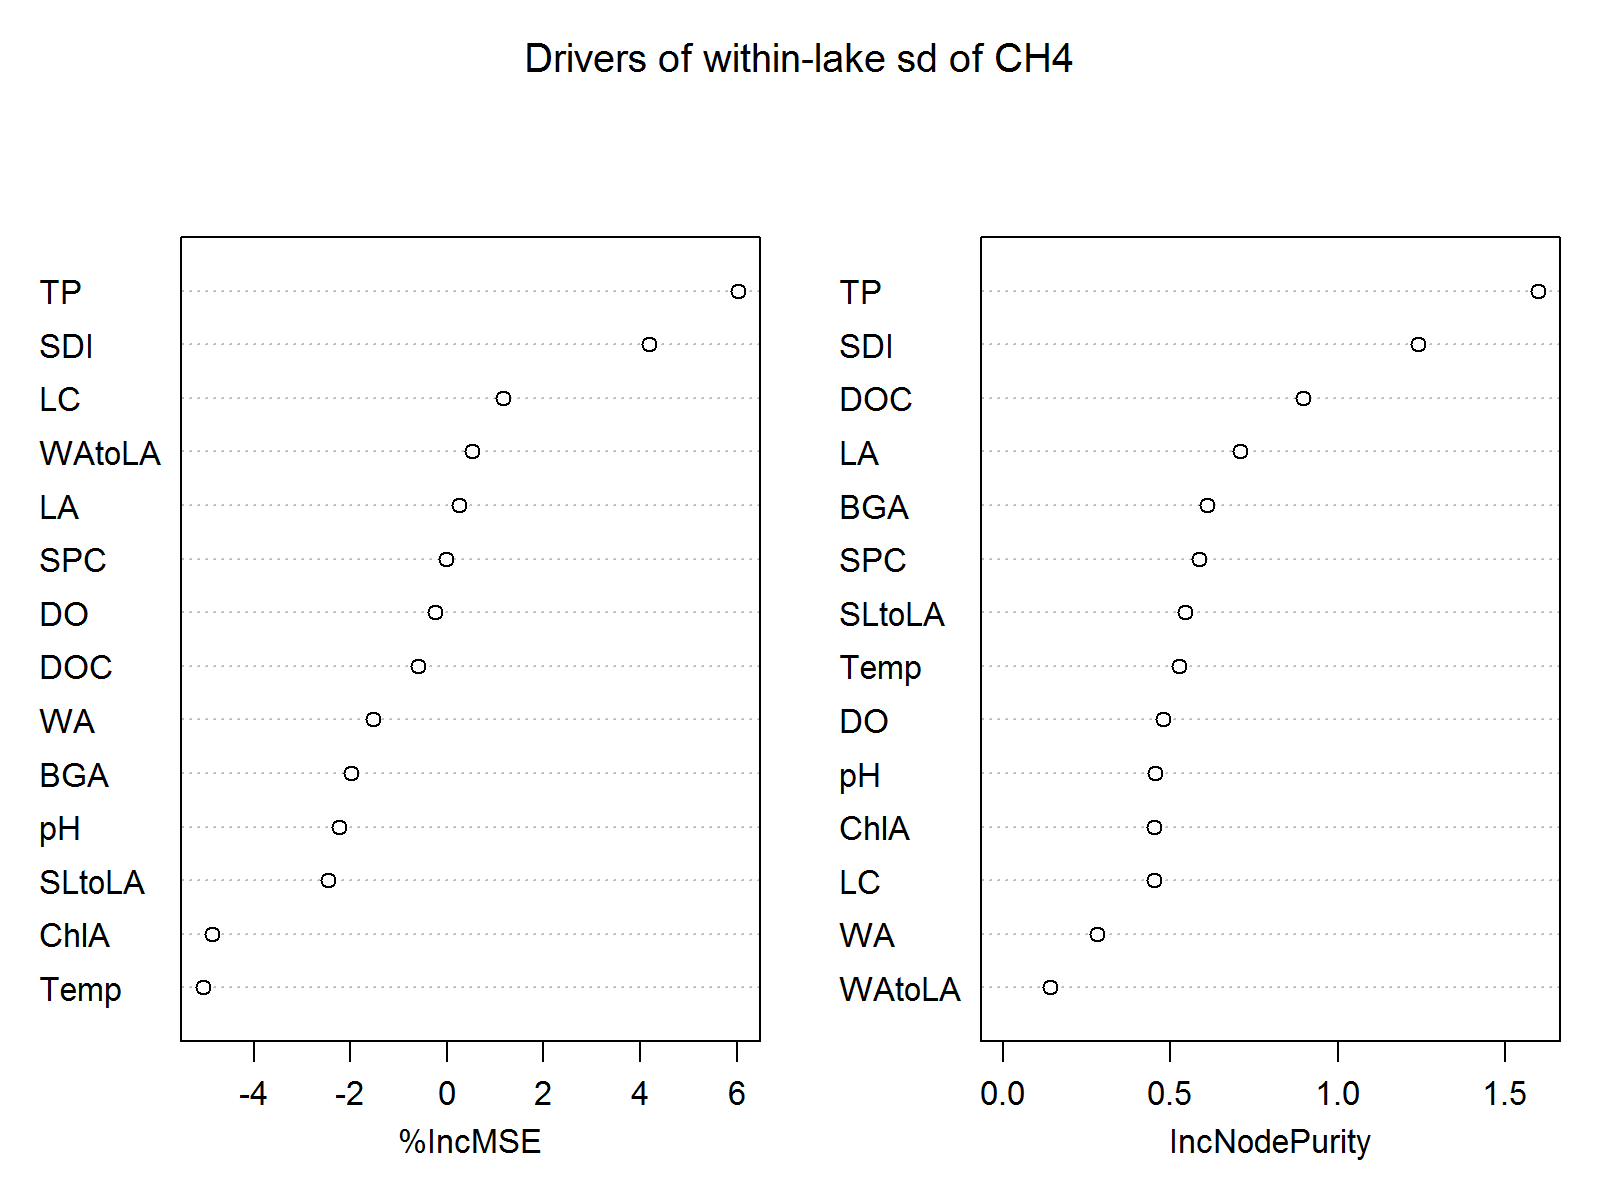 Drivers of within-lake sd of CH4
TP
SDI
LC
WAtoLA
LA
SPC
DO
DOC
WA
BGA
pH
SLtoLA
ChlA
Temp
-4 -2 0 2 4 6
%IncMSE
TP
SDI
DOC
LA
BGA
SPC
SLtoLA
Temp
DO
pH
ChlA
LC
WA
WAtoLA
0.0 0.5 1.0 1.5
IncNodePurity